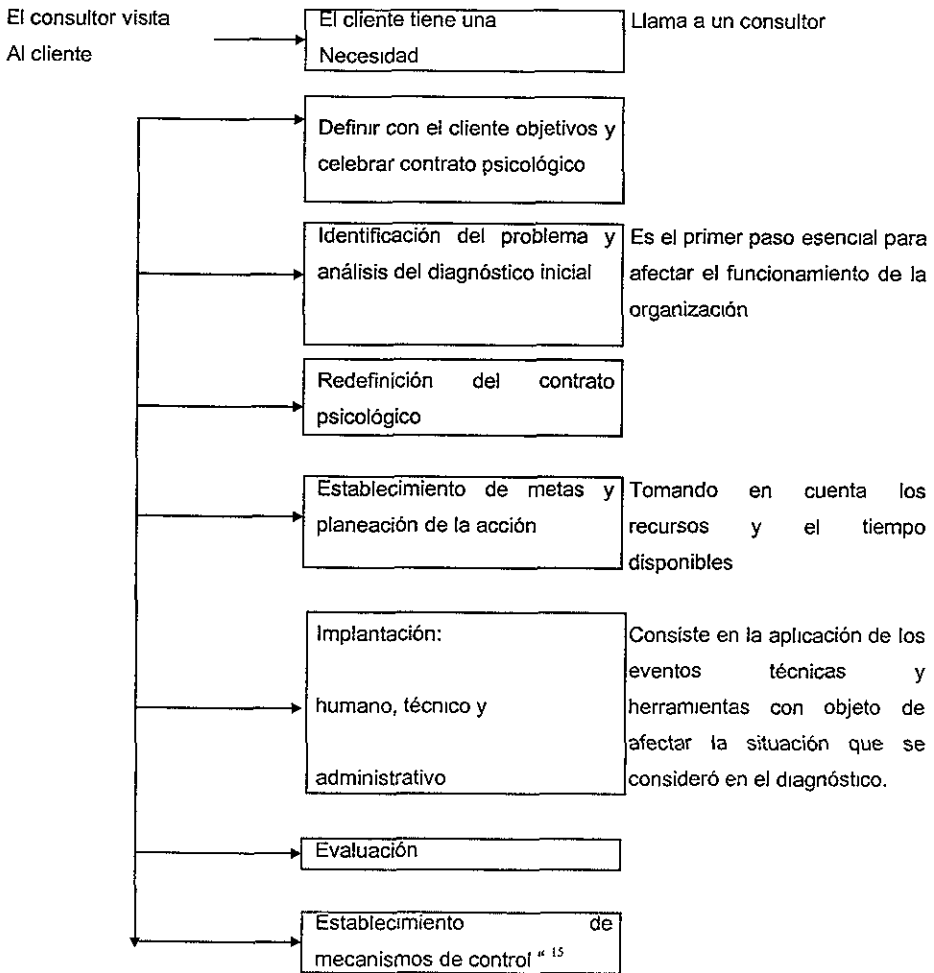 El consultor visita
Al cliente
El cliente tiene una
Necesidad
Llama a un consultor
Definir con el cliente objetivos y
celebrar contrato psicológico
Identificación del problema y
análisis del diagnóstico inicial
Es el primer paso esencial para
afectar el funcionamiento de la
organización
Redefinición del contrato
psicológico
Establecimiento de metas y
planeación de la acción
Tomando en cuenta los
recursos y el tiempo
disponibles
Implantación:
humano, técnico y
administrativo
Consiste en la aplicación de los
eventos técnicas y
herramientas con objeto de
afectar la situación que se
consideró en el diagnóstico.
Evaluación
Establecimiento de
mecanismos de control “ 15